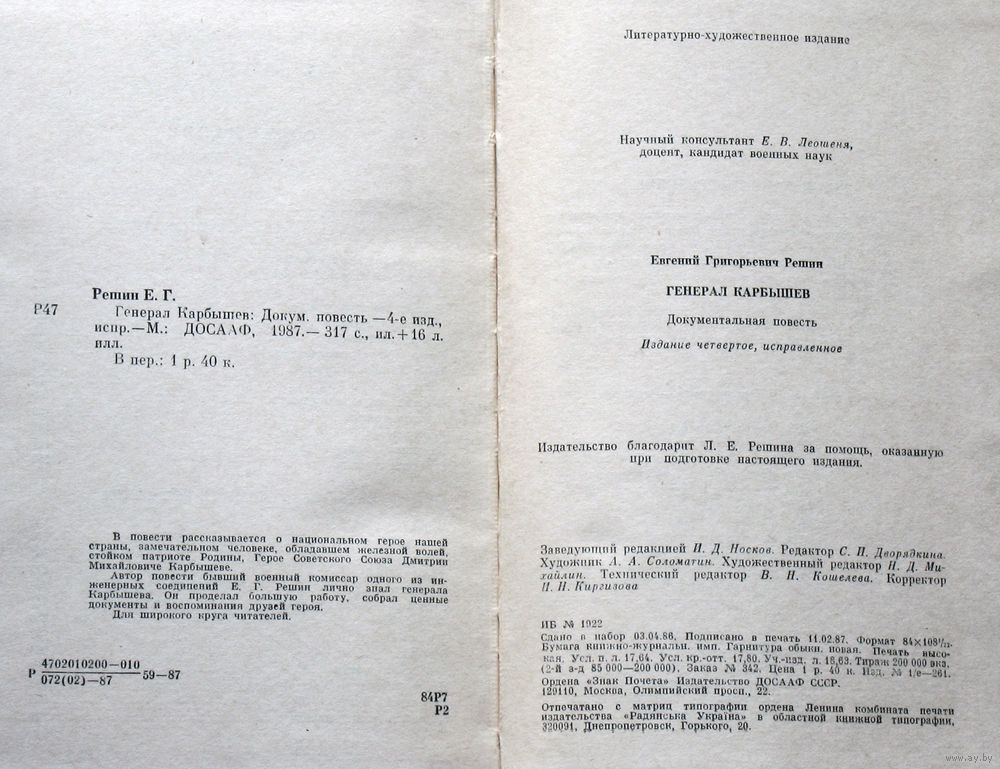 Решин Е. Г.
Р47
Генерал Карбышев: Докум. повесть —4-е изд.,
испр.—М.: ДОСААФ, 1987.— 317 с., ил.+16 л.
илл.
В пер.: 1 р. 40 к.
В повести рассказывается о национальном герое нашей
страны, замечательном человеке, обладавшем железной волей,
стойком патриоте Родины, Герое Советского Союза Дмитрии
Михайловиче Карбышеве.
Автор повести бывший военный комиссар одного из ин-
женерных соединений Е. Г. Решин лично знал генерала
Карбышева. Он проделал большую работу, собрал ценные
документы и воспоминания друзей героя.
Для широкого круга читателей.
Р 4702010200—010
072(02)—87 59—87
84Р7
Р2
Литературно-художественное издание
Научный консультант Е. В. Леошеня,
доцент, кандидат военных наук
Евгений Григорьевич Решин
ГЕНЕРАЛ КАРБЫШЕВ
Документальная повесть
Издание четвертое, исправленное
Издательство благодарит Л. Е. Решина за помощь, оказанную
при подготовке настоящего издания.
Заведующий редакцией И. Д. Носков. Редактор С. П. Дворядкина.
Художник Л. А. Соломатин. Художественный редактор Н. Д. Ми-
хайлин. Технический редактор В. Н. Кошелева. Корректор
И. П. Киргизова
ИБ № 1922
Сдано в набор 03.04.86. Подписано в печать 11.02.87. Формат 84×108¹/₃₂.
Бумага книжно-журнальн. имп. Гарнитура обыкн. новая. Печать высо-
кая. Усл. п. л. 17,64. Усл. кр.-отт. 17,80. Уч.-изд. л. 18,63. Тираж 200 000 экз.
(2-й з-д 85 000—200 000). Заказ № 342. Цена 1 р. 40 к. Изд. № 1/е—261.
Ордена «Знак Почета» Издательство ДОСААФ СССР.
129110, Москва, Олимпийский просп., 22.
Отпечатано с матриц типографии ордена Ленина комбината печати
издательства «Радянська Україна» в областной книжной типографии,
320091, Днепропетровск, Горького, 20.
www.ay.by